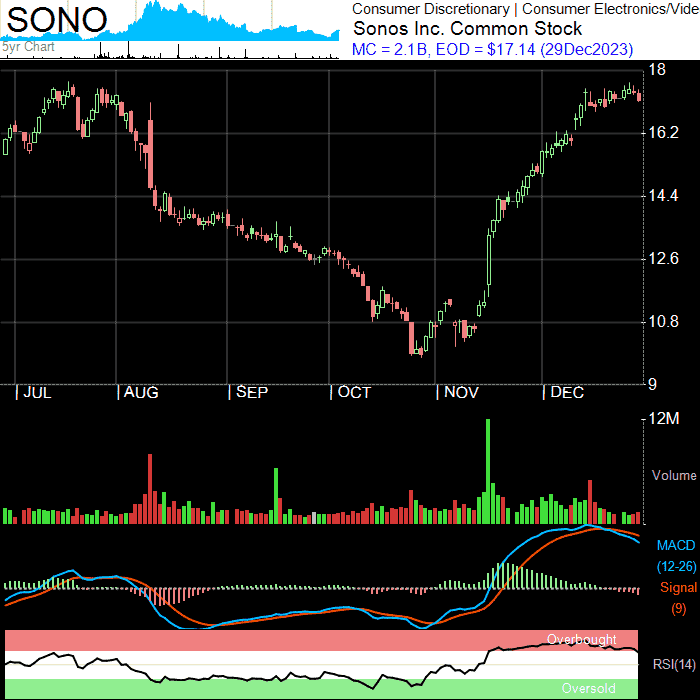 SONO
5yr Chart
Consumer Discretionary | Consumer Electronics/Vide
Sonos Inc. Common Stock
MC = 2.1B, EOD = $17.14 (29Dec2023)
18
16.2
14.4
12.6
10.8
9
JUL AUG SEP OCT NOV DEC
12M
Volume
MACD
(12-26)
Signal
(9)
Overbought
RSI(14)
Oversold